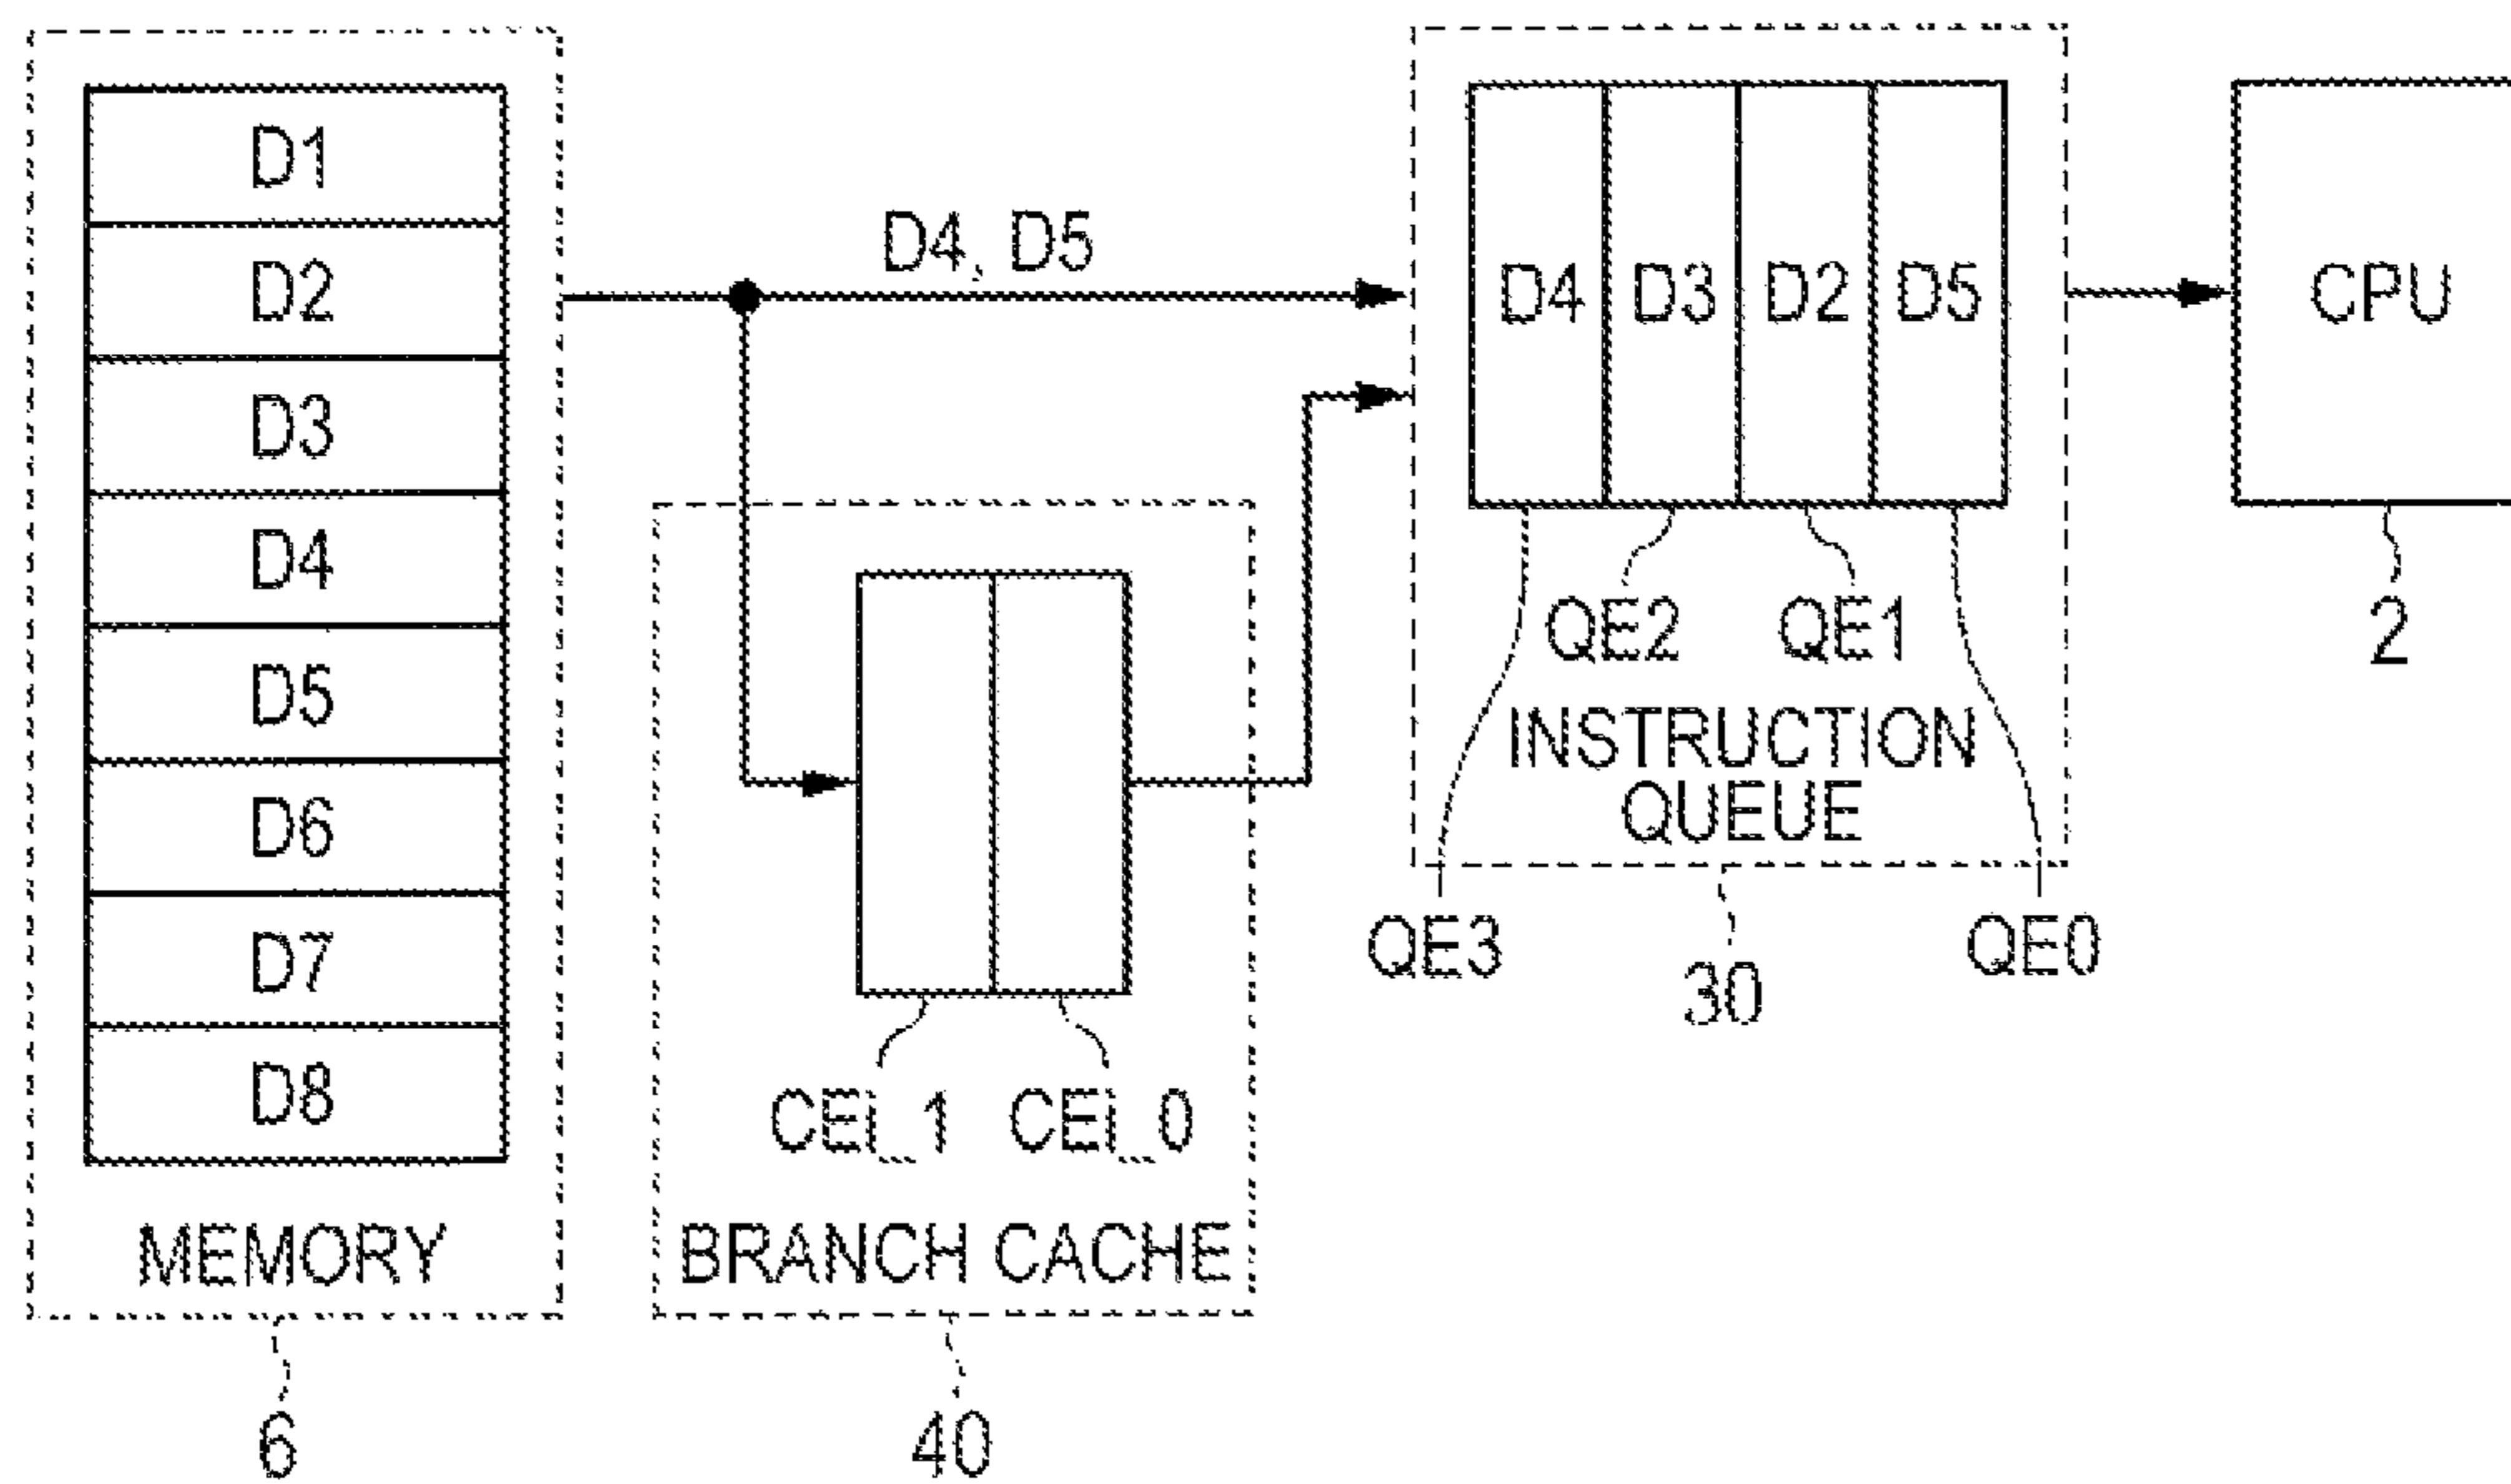 D1
D2
D3
D4
D5
D6
D7
D8
MEMORY
6
D4, D5
CEL_1 CEL_0
BRANCH CACHE
40
D4 D3 D2 D5
QE2 QE1
INSTRUCTION
QUEUE
QE3 QE0
30
CPU
2